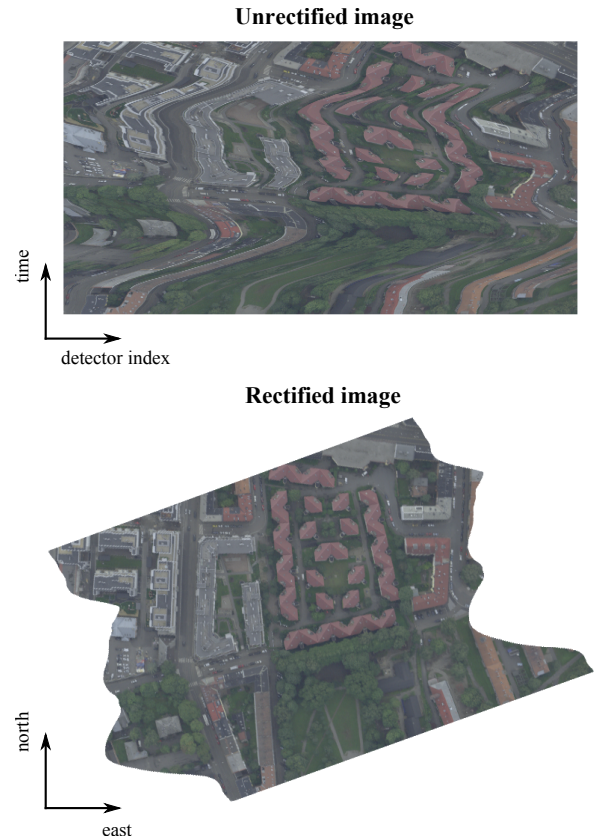 Unrectified image
time
detector index
Rectified image
north
east